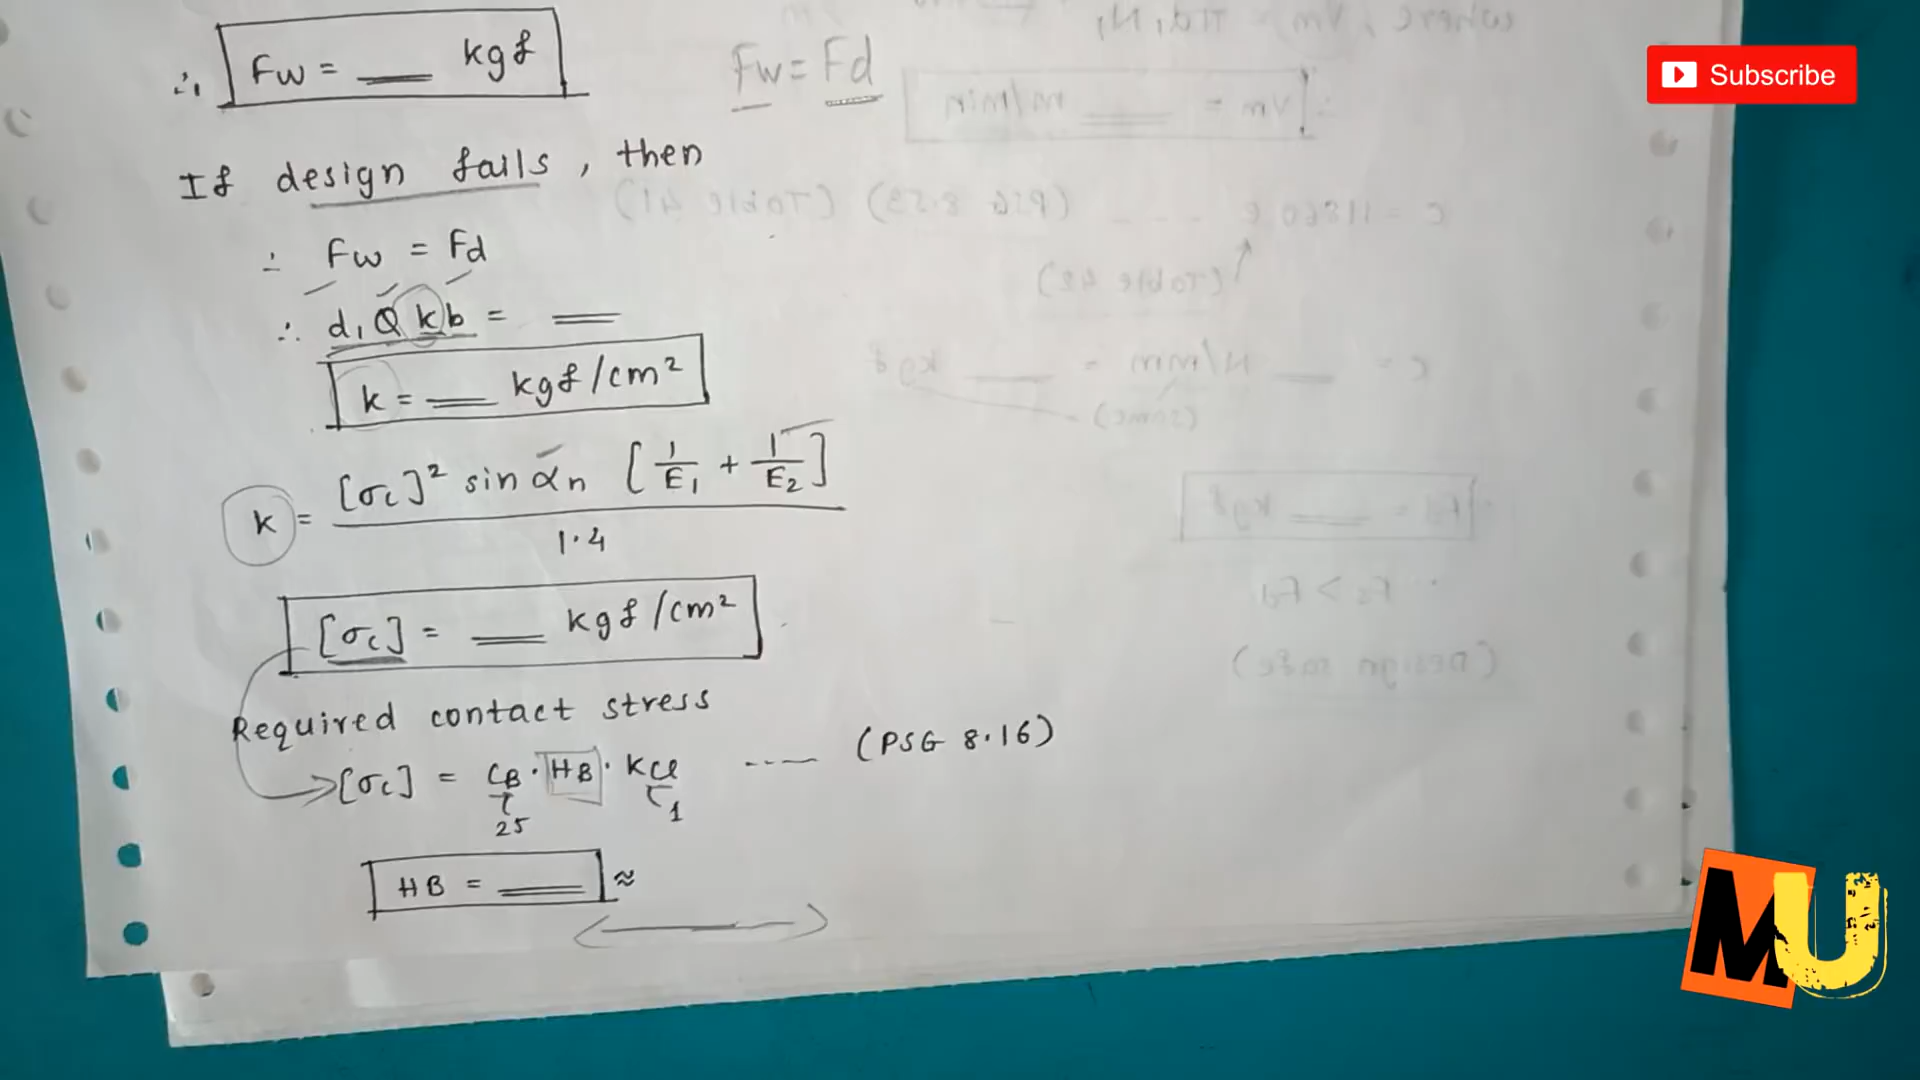 ∴ Fw = ___ kgf
Fw = Fd
If design fails, then
∴ Fw = Fd
∴ d₁ Q k b = ___
k = ___ kgf/cm²
k = [σc]² sin αn [1/E₁ + 1/E₂] / 1.4
[σc] = ___ kgf/cm²
Required contact stress
[σc] = CB · HB · kcl ---- (PSG 8.16)
25 1
HB = ___ ≈
Subscribe
MU